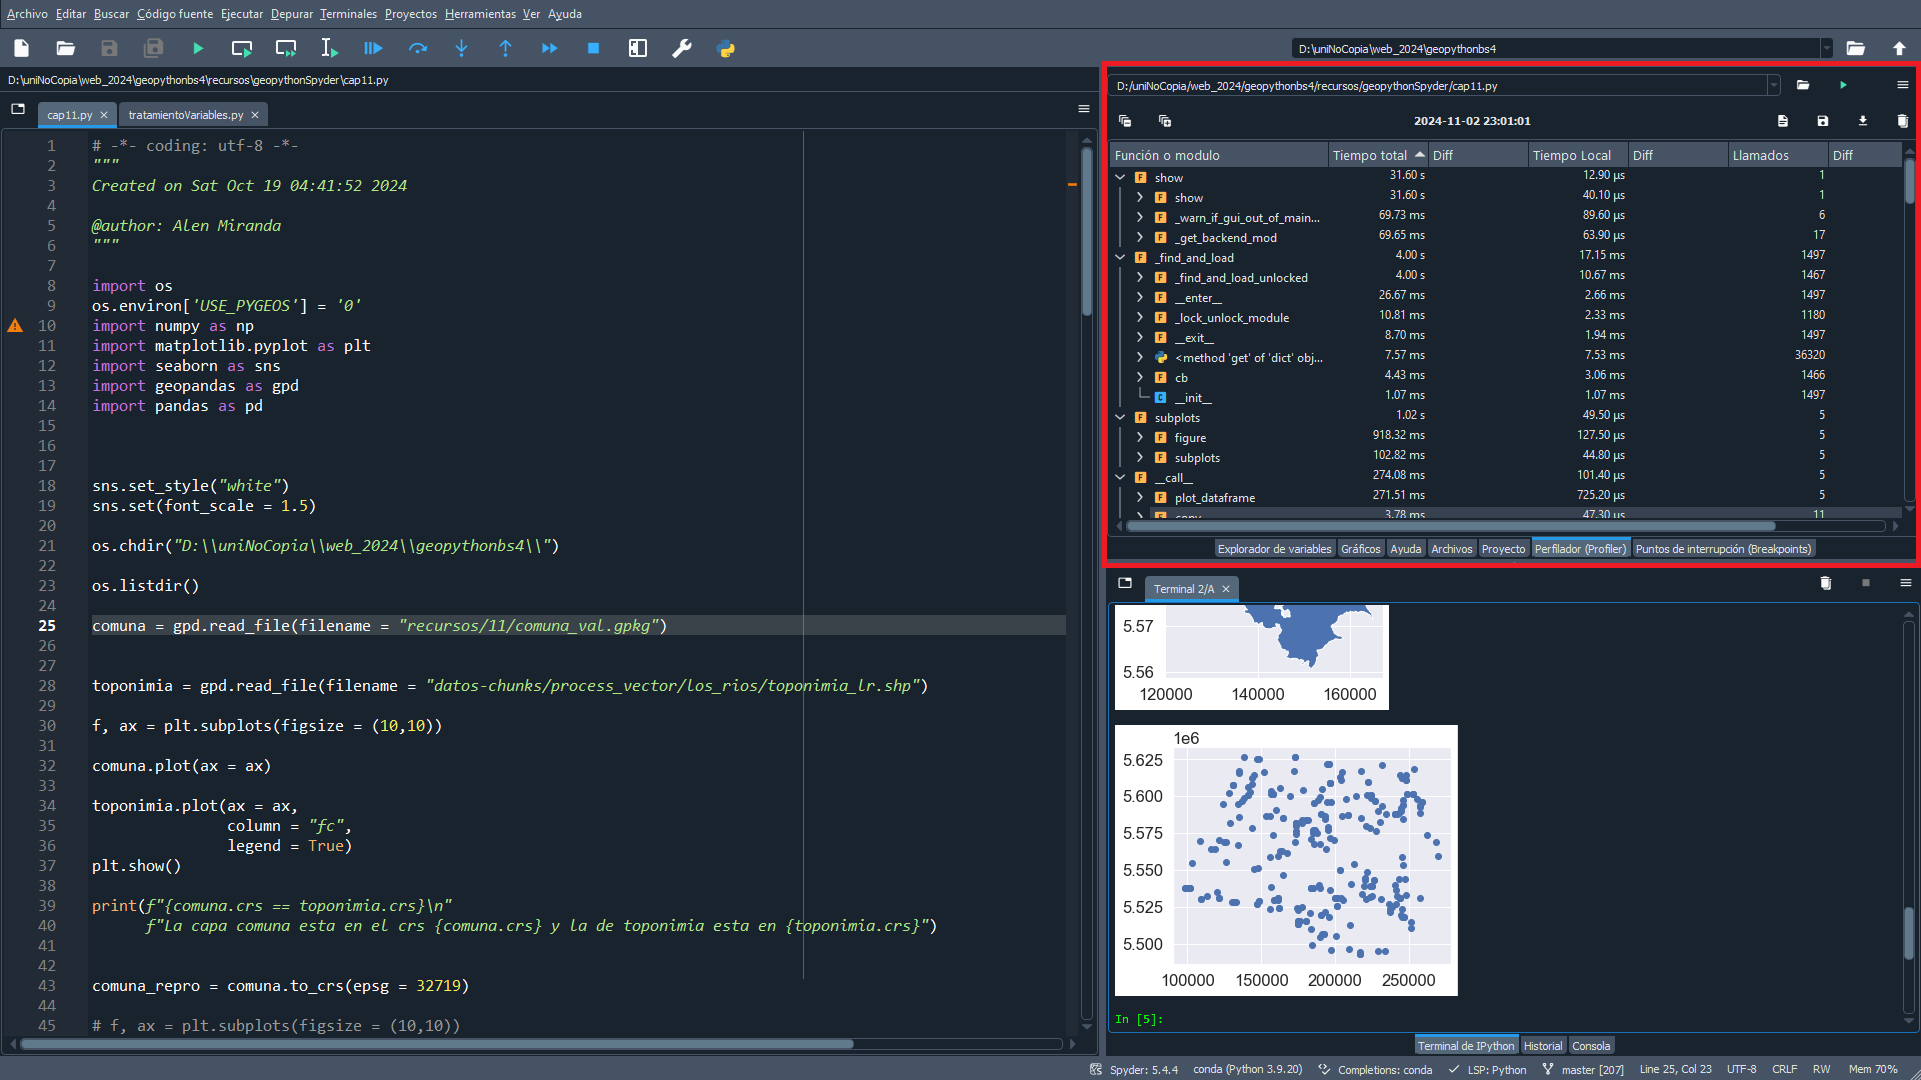 Archivo Editar Buscar Código fuente Ejecutar Depurar Terminales Proyectos Herramientas Ver Ayuda
D:\uniNoCopia\web_2024\geopythonbs4
D:\uniNoCopia\web_2024\geopythonbs4\recursos\geopythonSpyder\cap11.py
cap11.py tratamientoVariables.py
1 # -*- coding: utf-8 -*-
2 """
3 Created on Sat Oct 19 04:41:52 2024
4
5 @author: Alen Miranda
6 """
7
8 import os
9 os.environ['USE_PYGEOS'] = '0'
10 import numpy as np
11 import matplotlib.pyplot as plt
12 import seaborn as sns
13 import geopandas as gpd
14 import pandas as pd
15
16
17
18 sns.set_style("white")
19 sns.set(font_scale = 1.5)
20
21 os.chdir("D:\\uniNoCopia\\web_2024\\geopythonbs4\\")
22
23 os.listdir()
24
25 comuna = gpd.read_file(filename = "recursos/11/comuna_val.gpkg")
26
27
28 toponimia = gpd.read_file(filename = "datos-chunks/process_vector/los_rios/toponimia_lr.shp")
29
30 f, ax = plt.subplots(figsize = (10,10))
31
32 comuna.plot(ax = ax)
33
34 toponimia.plot(ax = ax,
35 column = "fc",
36 legend = True)
37 plt.show()
38
39 print(f"{comuna.crs == toponimia.crs}\n"
40 f"La capa comuna esta en el crs {comuna.crs} y la de toponimia esta en {toponimia.crs}")
41
42
43 comuna_repro = comuna.to_crs(epsg = 32719)
44
45 # f, ax = plt.subplots(figsize = (10,10))
D:/uniNoCopia/web_2024/geopythonbs4/recursos/geopythonSpyder/cap11.py
2024-11-02 23:01:01
Función o modulo Tiempo total Diff Tiempo Local Diff Llamados Diff
F show 31.60 s 12.90 µs 1
F show 31.60 s 40.10 µs 1
F _warn_if_gui_out_of_main... 69.73 ms 89.60 µs 6
F _get_backend_mod 69.65 ms 63.90 µs 17
F _find_and_load 4.00 s 17.15 ms 1497
F _find_and_load_unlocked 4.00 s 10.67 ms 1467
F __enter__ 26.67 ms 2.66 ms 1497
F _lock_unlock_module 10.81 ms 2.33 ms 1180
F __exit__ 8.70 ms 1.94 ms 1497
<method 'get' of 'dict' obj... 7.57 ms 7.53 ms 36320
F cb 4.43 ms 3.06 ms 1466
C __init__ 1.07 ms 1.07 ms 1497
F subplots 1.02 s 49.50 µs 5
F figure 918.32 ms 127.50 µs 5
F subplots 102.82 ms 44.80 µs 5
F __call__ 274.08 ms 101.40 µs 5
F plot_dataframe 271.51 ms 725.20 µs 5
F copy 3.78 ms 47.30 µs 11
Explorador de variables Gráficos Ayuda Archivos Proyecto Perfilador (Profiler) Puntos de interrupción (Breakpoints)
Terminal 2/A
5.57
5.56
120000 140000 160000
1e6
5.625
5.600
5.575
5.550
5.525
5.500
100000 150000 200000 250000
In [5]:
Terminal de IPython Historial Consola
Spyder: 5.4.4 conda (Python 3.9.20) Completions: conda LSP: Python master [207] Line 25, Col 23 UTF-8 CRLF RW Mem 70%